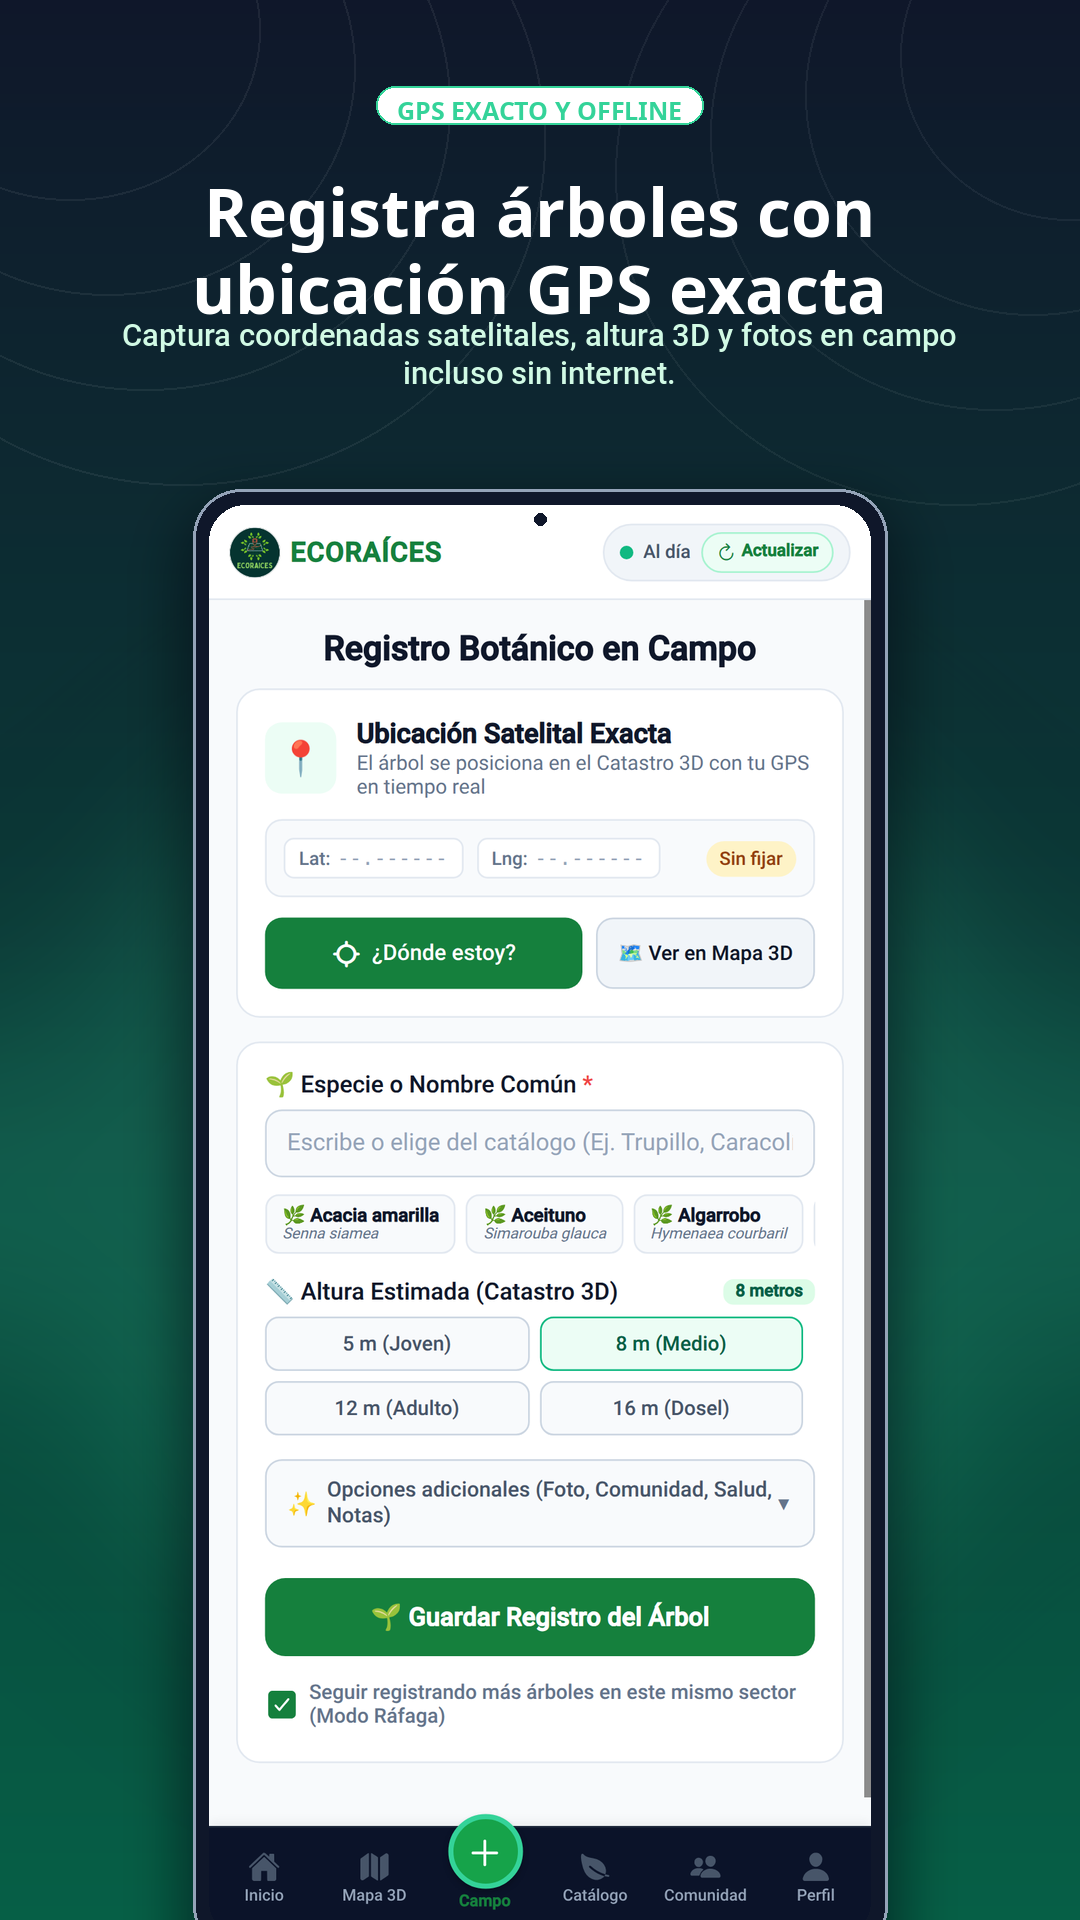 GPS EXACTO Y OFFLINE
Registra árboles con
ubicación GPS exacta
Captura coordenadas satelitales, altura 3D y fotos en campo
incluso sin internet.
ECORAÍCES
ECORAÍCES
Al día
Actualizar
Registro Botánico en Campo
Ubicación Satelital Exacta
El árbol se posiciona en el Catastro 3D con tu GPS
en tiempo real
Lat: --.------
Lng: --.------
Sin fijar
¿Dónde estoy?
Ver en Mapa 3D
Especie o Nombre Común *
Escribe o elige del catálogo (Ej. Trupillo, Caracolí
Acacia amarilla
Senna siamea
Aceituno
Simarouba glauca
Algarrobo
Hymenaea courbaril
Altura Estimada (Catastro 3D)
8 metros
5 m (Joven)
8 m (Medio)
12 m (Adulto)
16 m (Dosel)
Opciones adicionales (Foto, Comunidad, Salud,
Notas)
▼
Guardar Registro del Árbol
Seguir registrando más árboles en este mismo sector
(Modo Ráfaga)
Inicio
Mapa 3D
Campo
Catálogo
Comunidad
Perfil